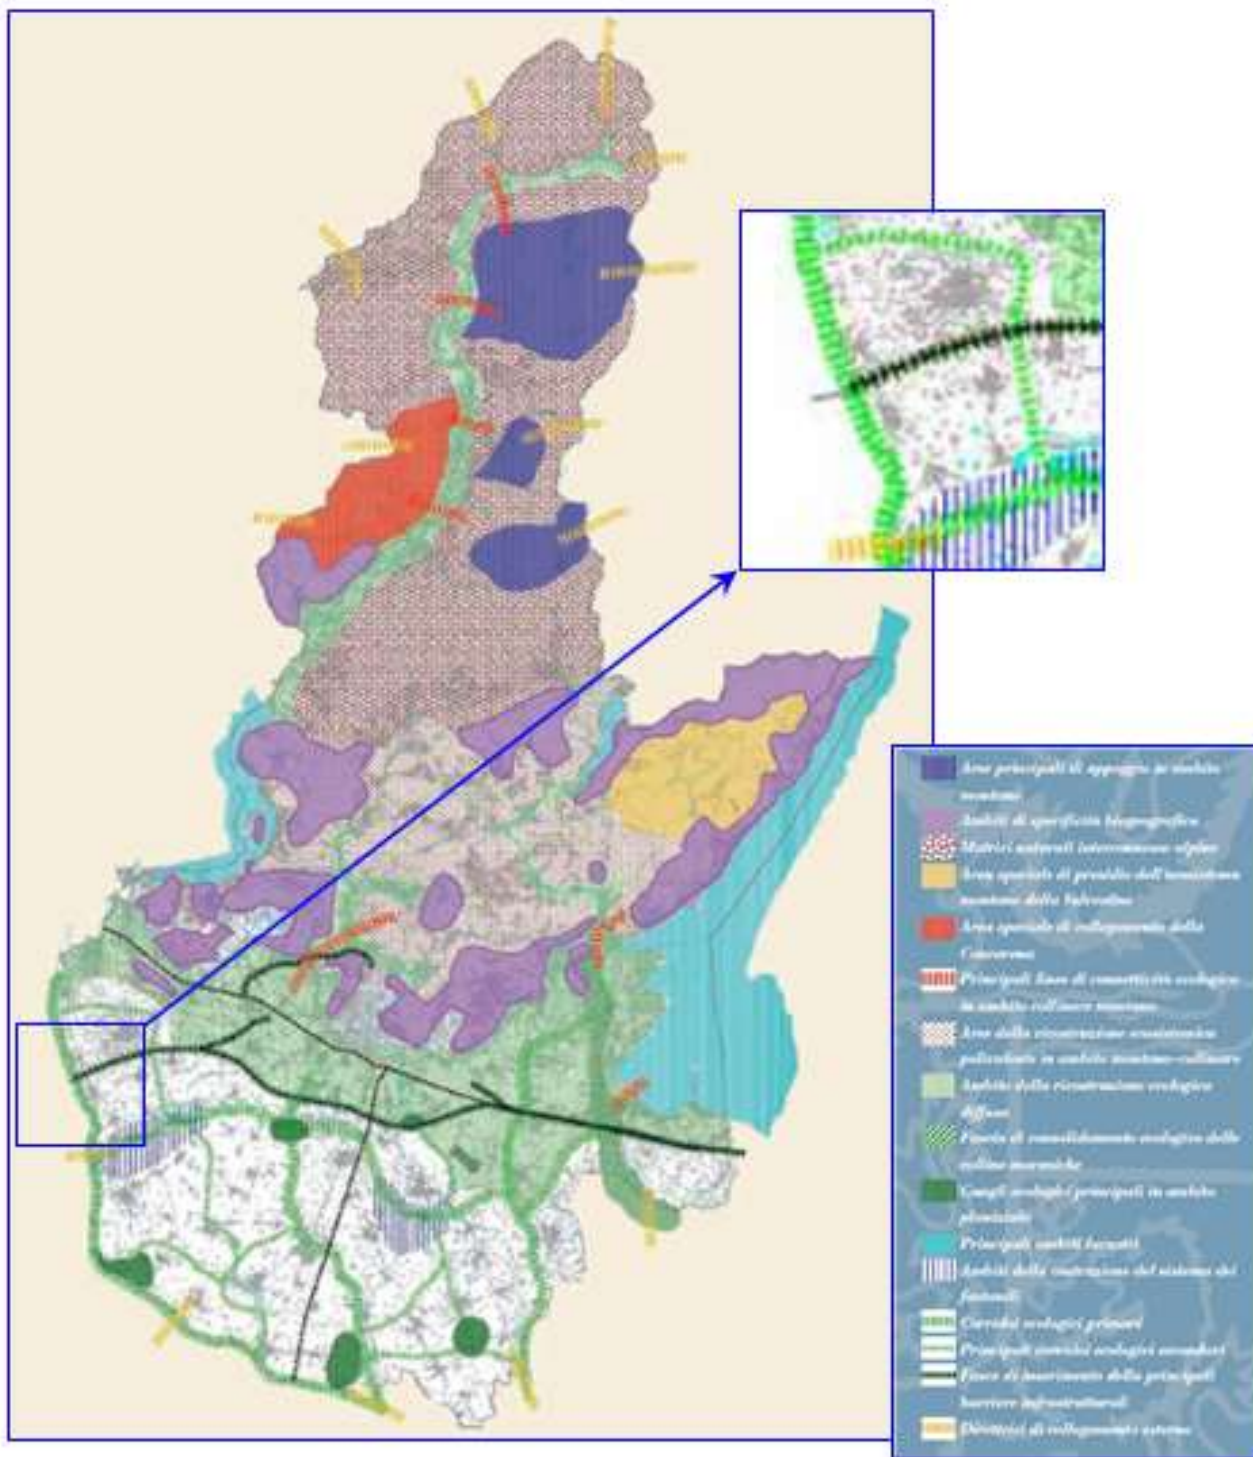 Aree principali di appoggio in ambito
montano
Ambiti di specificità biogeografica
Matrici naturali interconnesse alpine
Area speciale di presidio dell'ecosistema
montano della Valvestino
Area speciale di collegamento della
Concarena
Principali linee di connettività ecologica
in ambito collinare montano
Aree della ricostruzione ecosistemica
polivalente in ambito montano-collinare
Ambito della ricostruzione ecologica
diffusa
Fascia di consolidamento ecologico delle
colline moreniche
Gangli ecologici principali in ambito
planiziale
Principali ambiti lacustri
Ambiti della
del sistema dei
fontanili
Corridoi ecologici primari
Principali corridoi ecologici secondari
Fasce di inserimento delle principali
barriere infrastrutturali
Direttrici di collegamento esterno